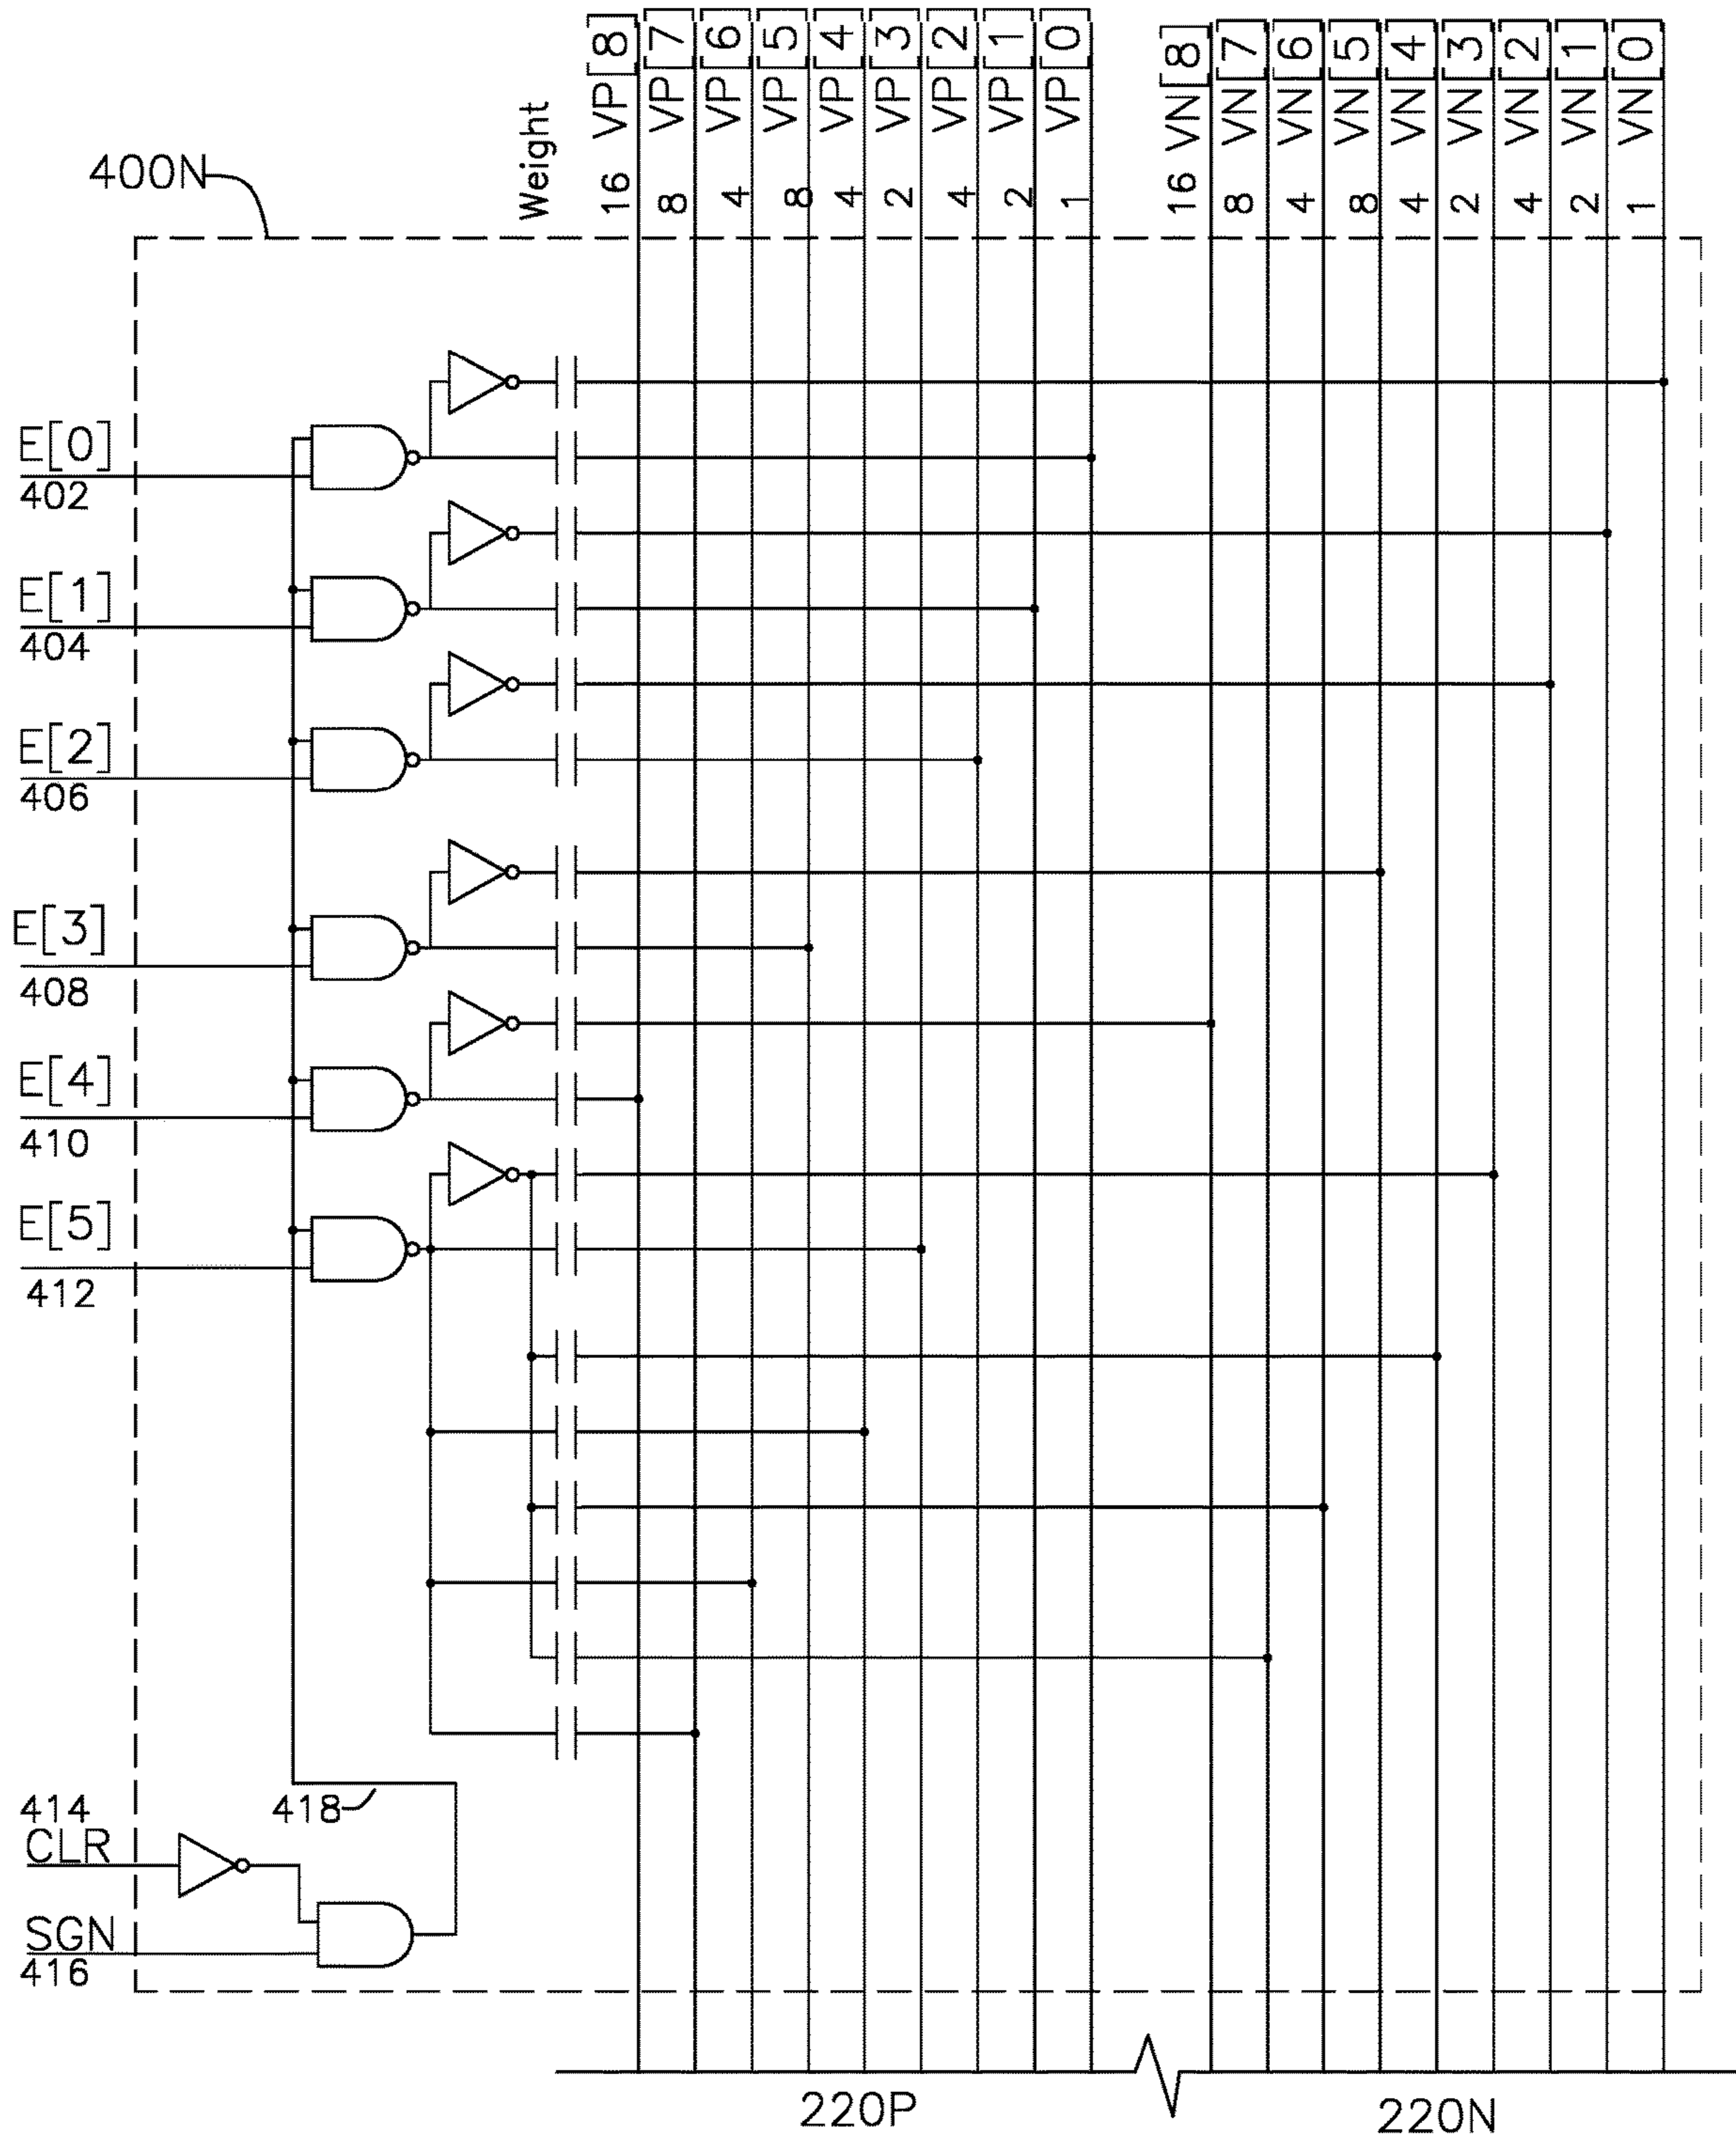 400N
Weight
16 VP[8]
8 VP[7]
4 VP[6]
8 VP[5]
4 VP[4]
2 VP[3]
4 VP[2]
2 VP[1]
1 VP[0]
16 VN[8]
8 VN[7]
4 VN[6]
8 VN[5]
4 VN[4]
2 VN[3]
4 VN[2]
2 VN[1]
1 VN[0]
E[0]
402
E[1]
404
E[2]
406
E[3]
408
E[4]
410
E[5]
412
414
CLR
418
SGN
416
220P
220N